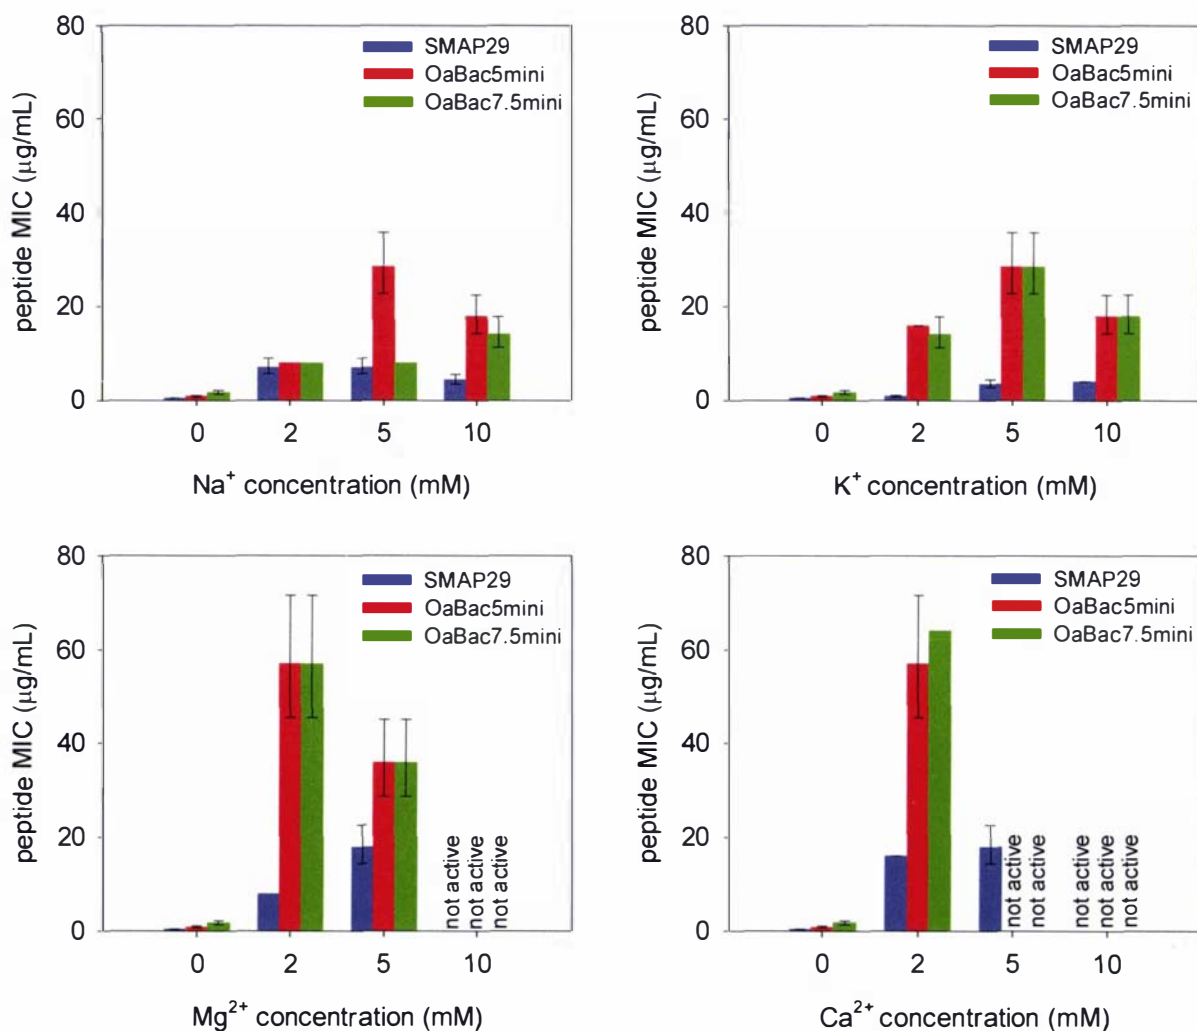 80
60
40
20
0
peptide MIC (μg/mL)
SMAP29
OaBac5mini
OaBac7.5mini
0 2 5 10
Na⁺ concentration (mM)
80
60
40
20
0
peptide MIC (μg/mL)
SMAP29
OaBac5mini
OaBac7.5mini
0 2 5 10
K⁺ concentration (mM)
80
60
40
20
0
peptide MIC (μg/mL)
SMAP29
OaBac5mini
OaBac7.5mini
not active
not active
not active
0 2 5 10
Mg²⁺ concentration (mM)
80
60
40
20
0
peptide MIC (μg/mL)
SMAP29
OaBac5mini
OaBac7.5mini
not active
not active
not active
not active
not active
0 2 5 10
Ca²⁺ concentration (mM)